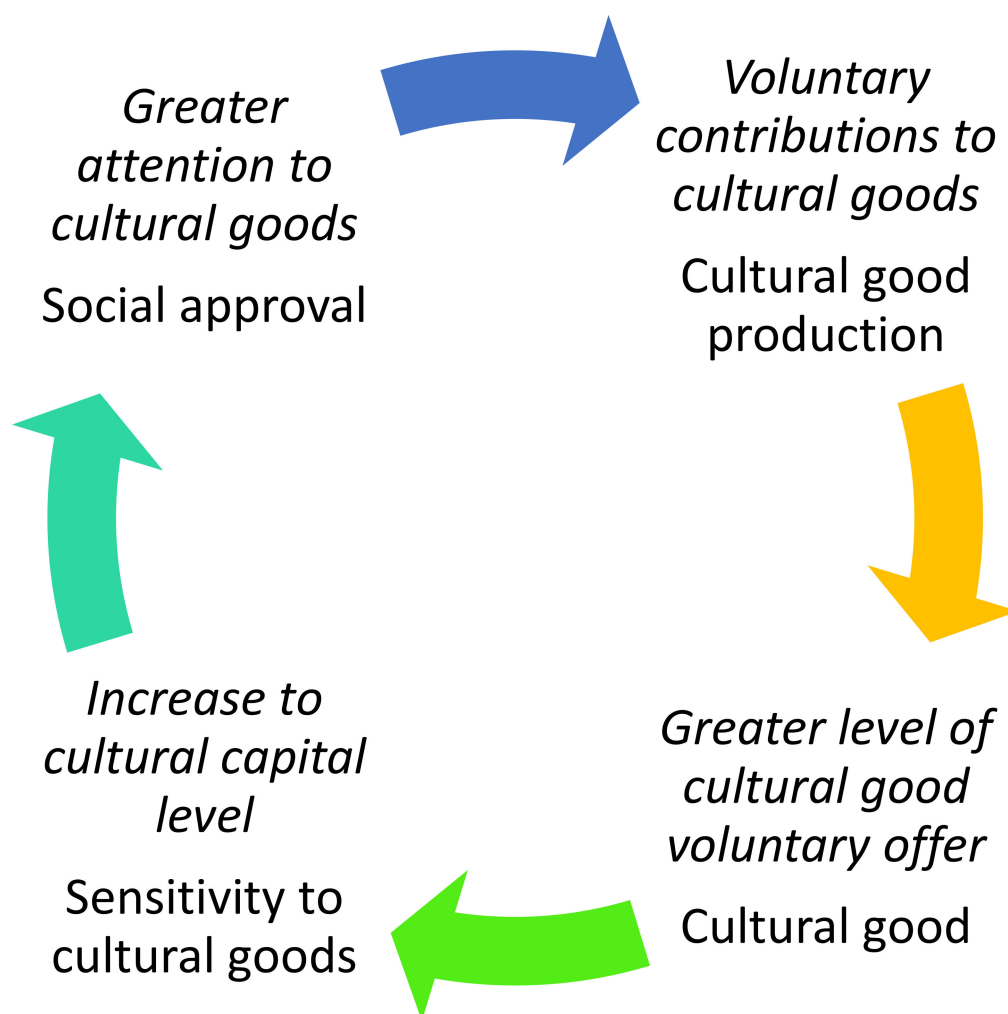 Greater
attention to
cultural goods
Social approval
Voluntary
contributions to
cultural goods
Cultural good
production
Greater level of
cultural good
voluntary offer
Cultural good
Increase to
cultural capital
level
Sensitivity to
cultural goods